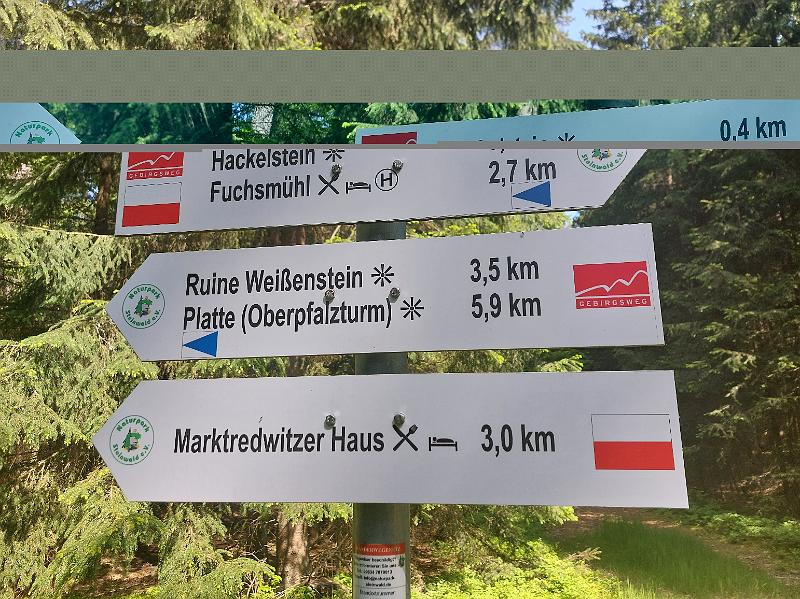 0,4 km
Hackelstein
Fuchsmühl H 2,7 km
GEBIRGSWEG
Naturpark Steinwald e.V.
Ruine Weißenstein 3,5 km
Platte (Oberpfalzturm) 5,9 km
GEBIRGSWEG
Naturpark Steinwald e.V.
Marktredwitzer Haus 3,0 km